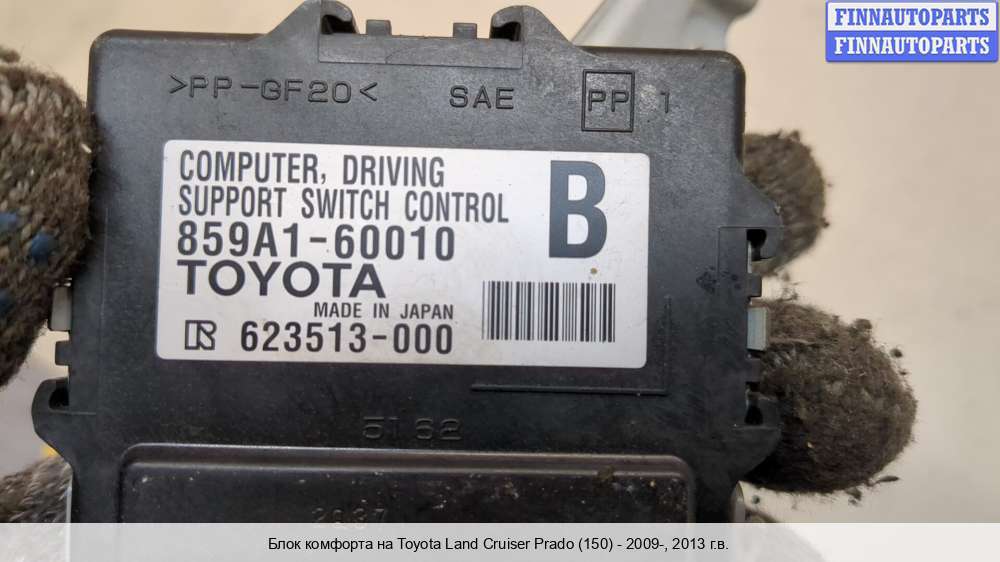 FINNAUTOPARTS
FINNAUTOPARTS
>PP-GF20< SAE PP 1
COMPUTER, DRIVING
SUPPORT SWITCH CONTROL
B
859A1-60010
TOYOTA
MADE IN JAPAN
623513-000
5162
Блок комфорта на Toyota Land Cruiser Prado (150) - 2009-, 2013 г.в.